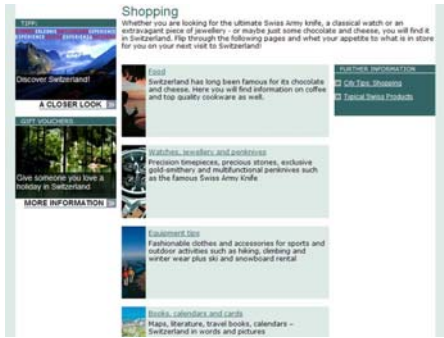 Shopping
Whether you are looking for the ultimate Swiss Army knife, a classical watch or an
extravagant piece of jewellery - or maybe just some chocolate and cheese, you will find it
in Switzerland. Flip through the following pages and whet your appetite to what is in store
for you on your next visit to Switzerland!
TIPP:
EXPERIENCE
Discover Switzerland!
A CLOSER LOOK
GIFT VOUCHERS
Give someone you love a
holiday in Switzerland
MORE INFORMATION
Food
Switzerland has long been famous for its chocolate
and cheese. Here you will find information on coffee
and top quality cookware as well.
Watches, jewellery and penknives
Precision timepieces, precious stones, exclusive
gold-smithery and multifunctional penknives such
as the famous Swiss Army Knife
Equipment tips
Fashionable clothes and accessories for sports and
outdoor activities such as hiking, climbing and
winter wear plus ski and snowboard rental
Books, calendars and cards
Maps, literature, travel books, calendars –
Switzerland in words and pictures
FURTHER INFORMATION
City Tips, Shopping
Topical Swiss Products